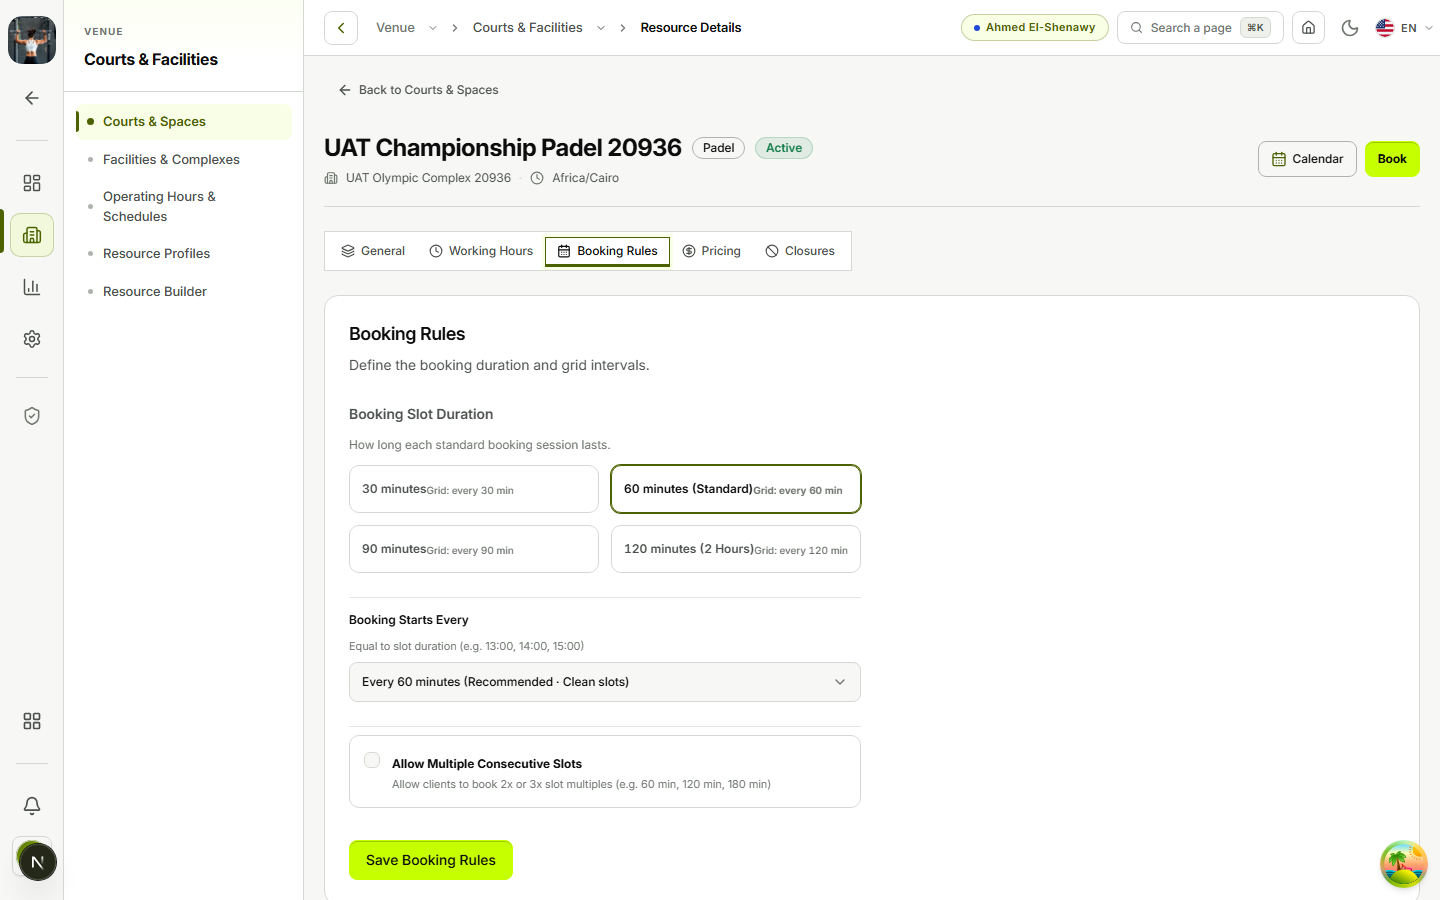 VENUE
Courts & Facilities
Courts & Spaces
Facilities & Complexes
Operating Hours &
Schedules
Resource Profiles
Resource Builder
N
Venue
Courts & Facilities
Resource Details
Ahmed El-Shenawy
Search a page
⌘K
EN
Back to Courts & Spaces
UAT Championship Padel 20936
Padel
Active
UAT Olympic Complex 20936 · Africa/Cairo
Calendar
Book
General
Working Hours
Booking Rules
Pricing
Closures
Booking Rules
Define the booking duration and grid intervals.
Booking Slot Duration
How long each standard booking session lasts.
30 minutesGrid: every 30 min
60 minutes (Standard)Grid: every 60 min
90 minutesGrid: every 90 min
120 minutes (2 Hours)Grid: every 120 min
Booking Starts Every
Equal to slot duration (e.g. 13:00, 14:00, 15:00)
Every 60 minutes (Recommended · Clean slots)
Allow Multiple Consecutive Slots
Allow clients to book 2x or 3x slot multiples (e.g. 60 min, 120 min, 180 min)
Save Booking Rules